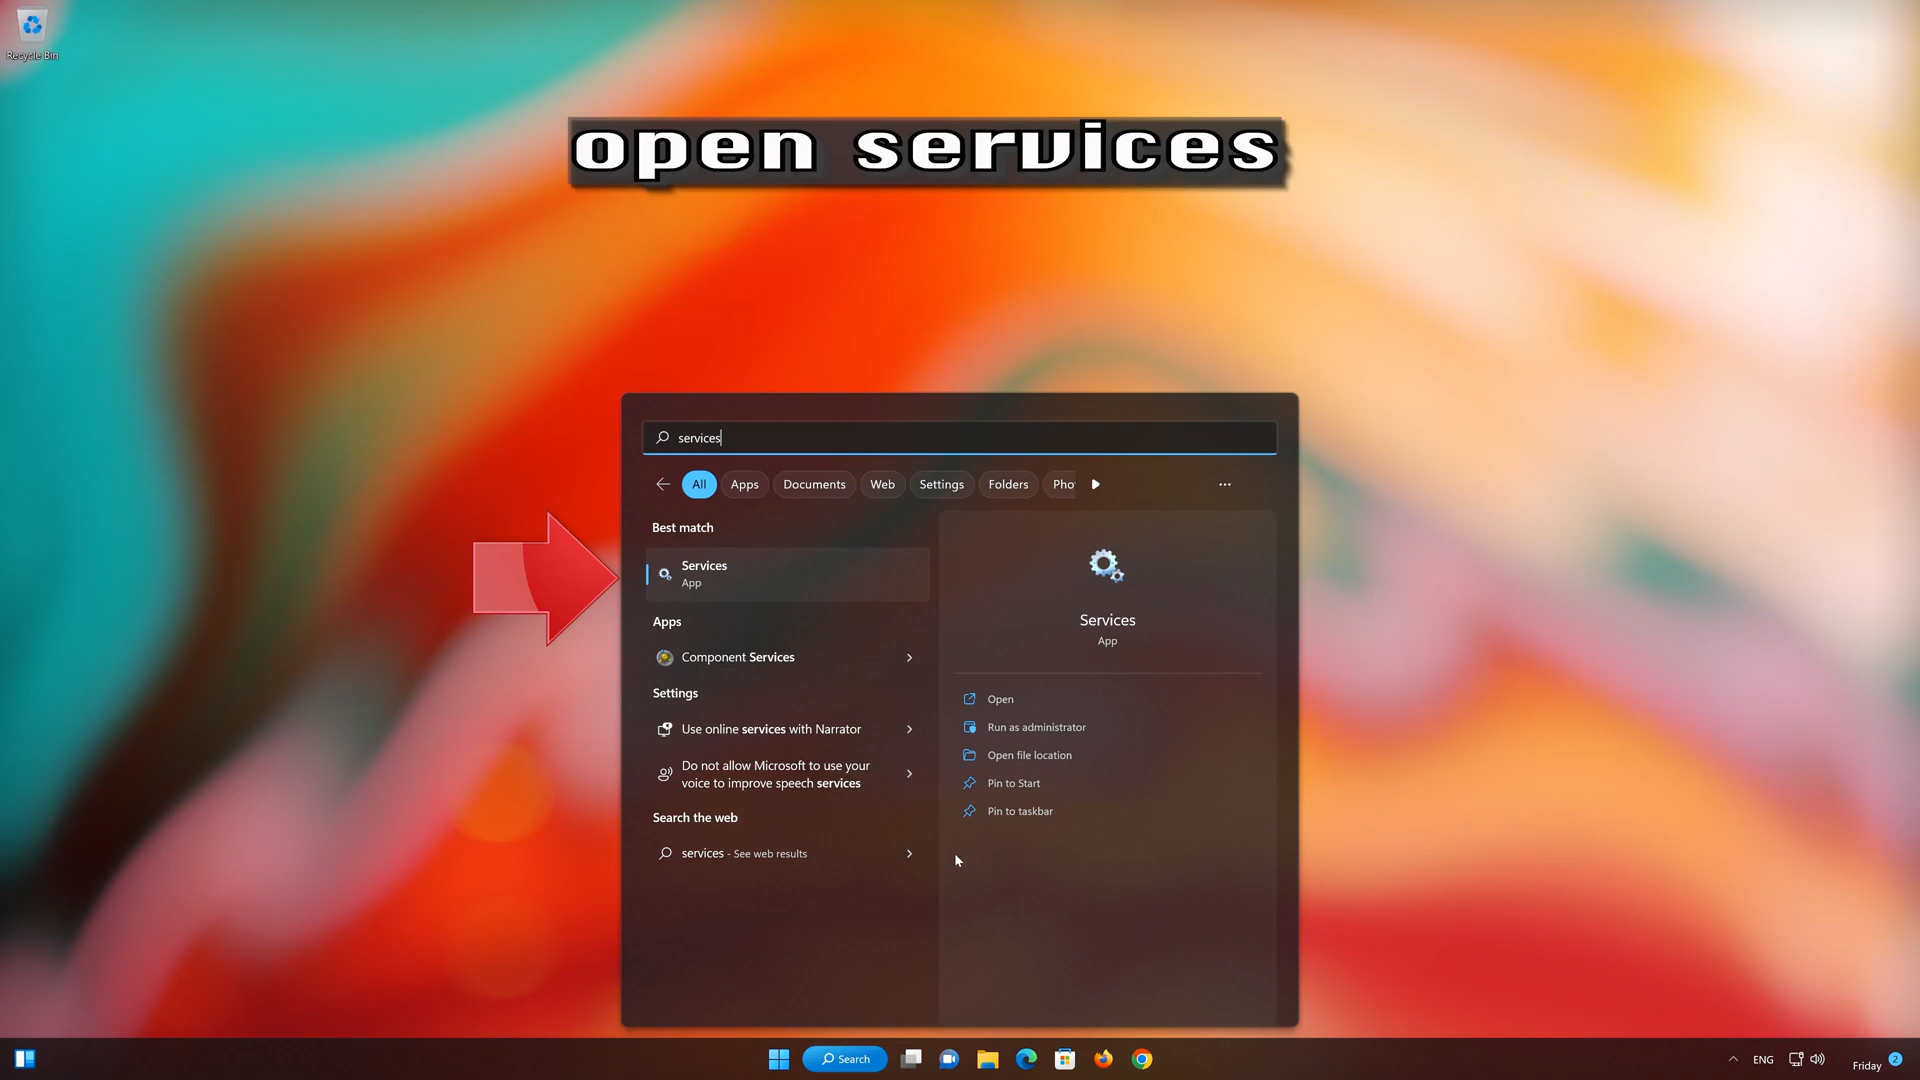 Recycle Bin
open services
services
All
Apps
Documents
Web
Settings
Folders
Pho
Best match
Services
App
Apps
Component Services
Settings
Use online services with Narrator
Do not allow Microsoft to use your
voice to improve speech services
Search the web
services - See web results
Services
App
Open
Run as administrator
Open file location
Pin to Start
Pin to taskbar
Search
ENG
Friday
2